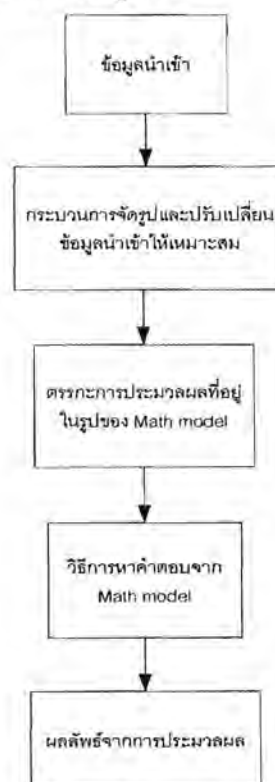 ข้อมูลนำเข้า
กระบวนการจัดรูปและปรับเปลี่ยน
ข้อมูลนำเข้าให้เหมาะสม
ตรรกะการประมวลผลที่อยู่
ในรูปของ Math model
วิธีการหาคำตอบจาก
Math model
ผลลัพธ์จากการประมวลผล